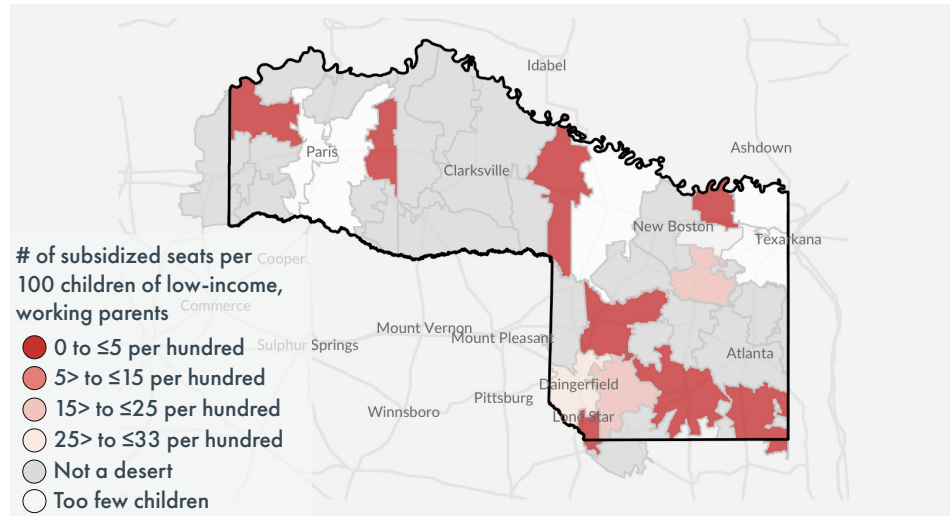 Idabel
Ashdown
Paris
Clarksville
New Boston
Texarkana
# of subsidized seats per
100 children of low-income,
working parents
Cooper
Commerce
Mount Vernon
Sulphur Springs
Mount Pleasant
Atlanta
0 to ≤5 per hundred
5> to ≤15 per hundred
15> to ≤25 per hundred
25> to ≤33 per hundred
Not a desert
Too few children
Daingerfield
Pittsburg
Winnsboro
Lone Star